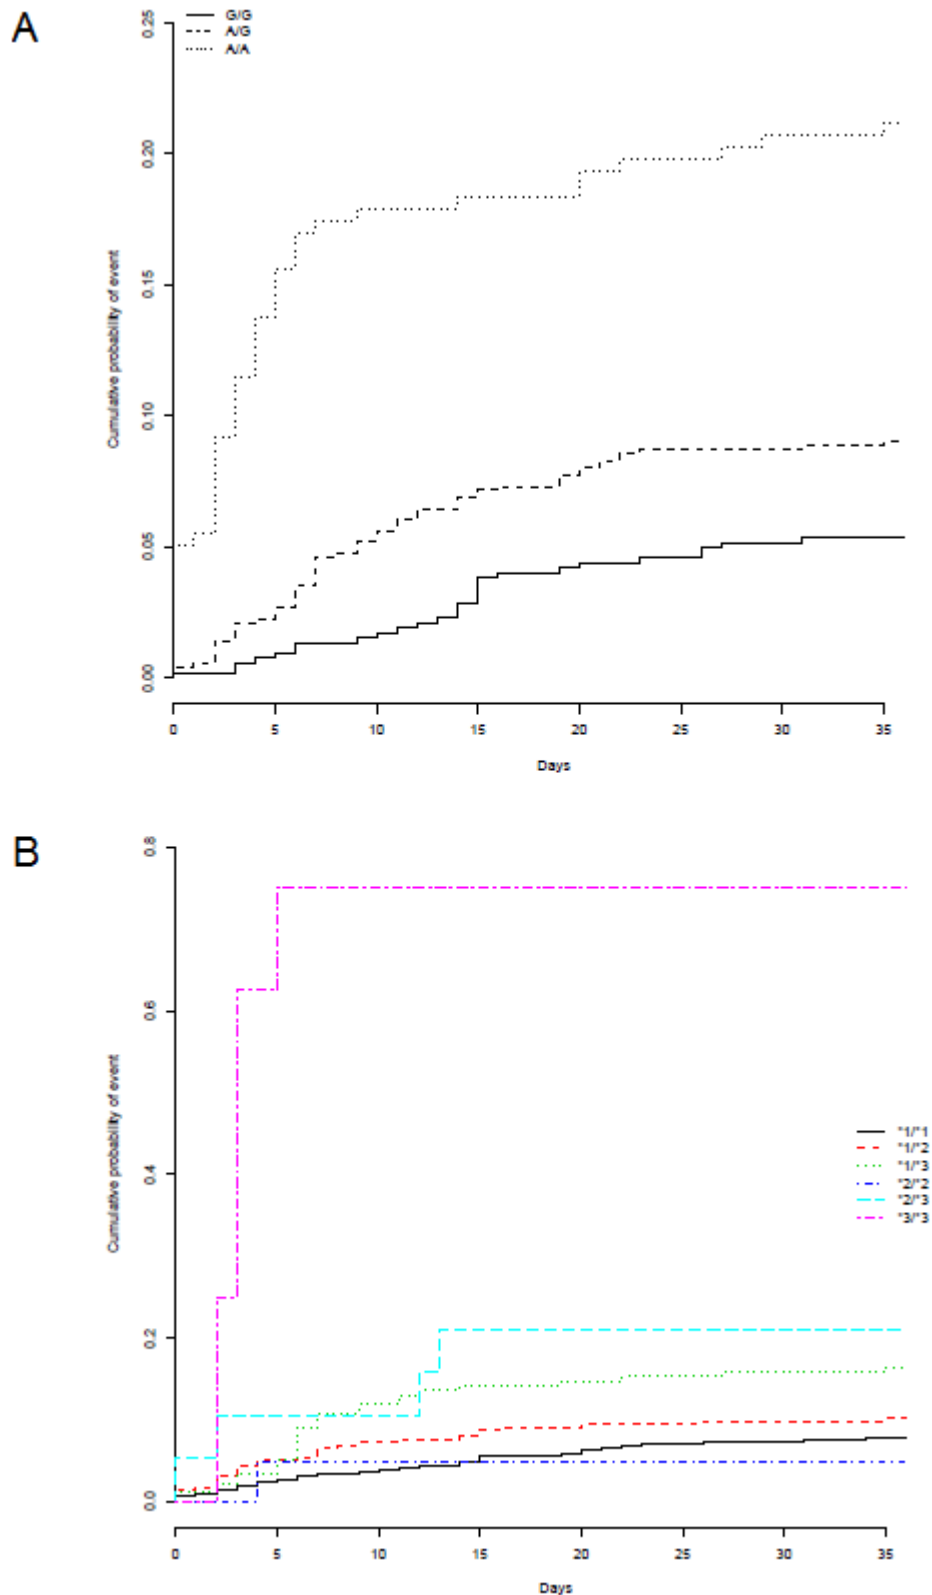 A
G/G
A/G
A/A
0.25
0.20
0.15
0.10
0.05
0.00
Cumulative probability of event
0 5 10 15 20 25 30 35
Days
B
0.8
0.6
0.4
0.2
0.0
Cumulative probability of event
*1/*1
*1/*2
*1/*3
*2/*2
*2/*3
*3/*3
0 5 10 15 20 25 30 35
Days